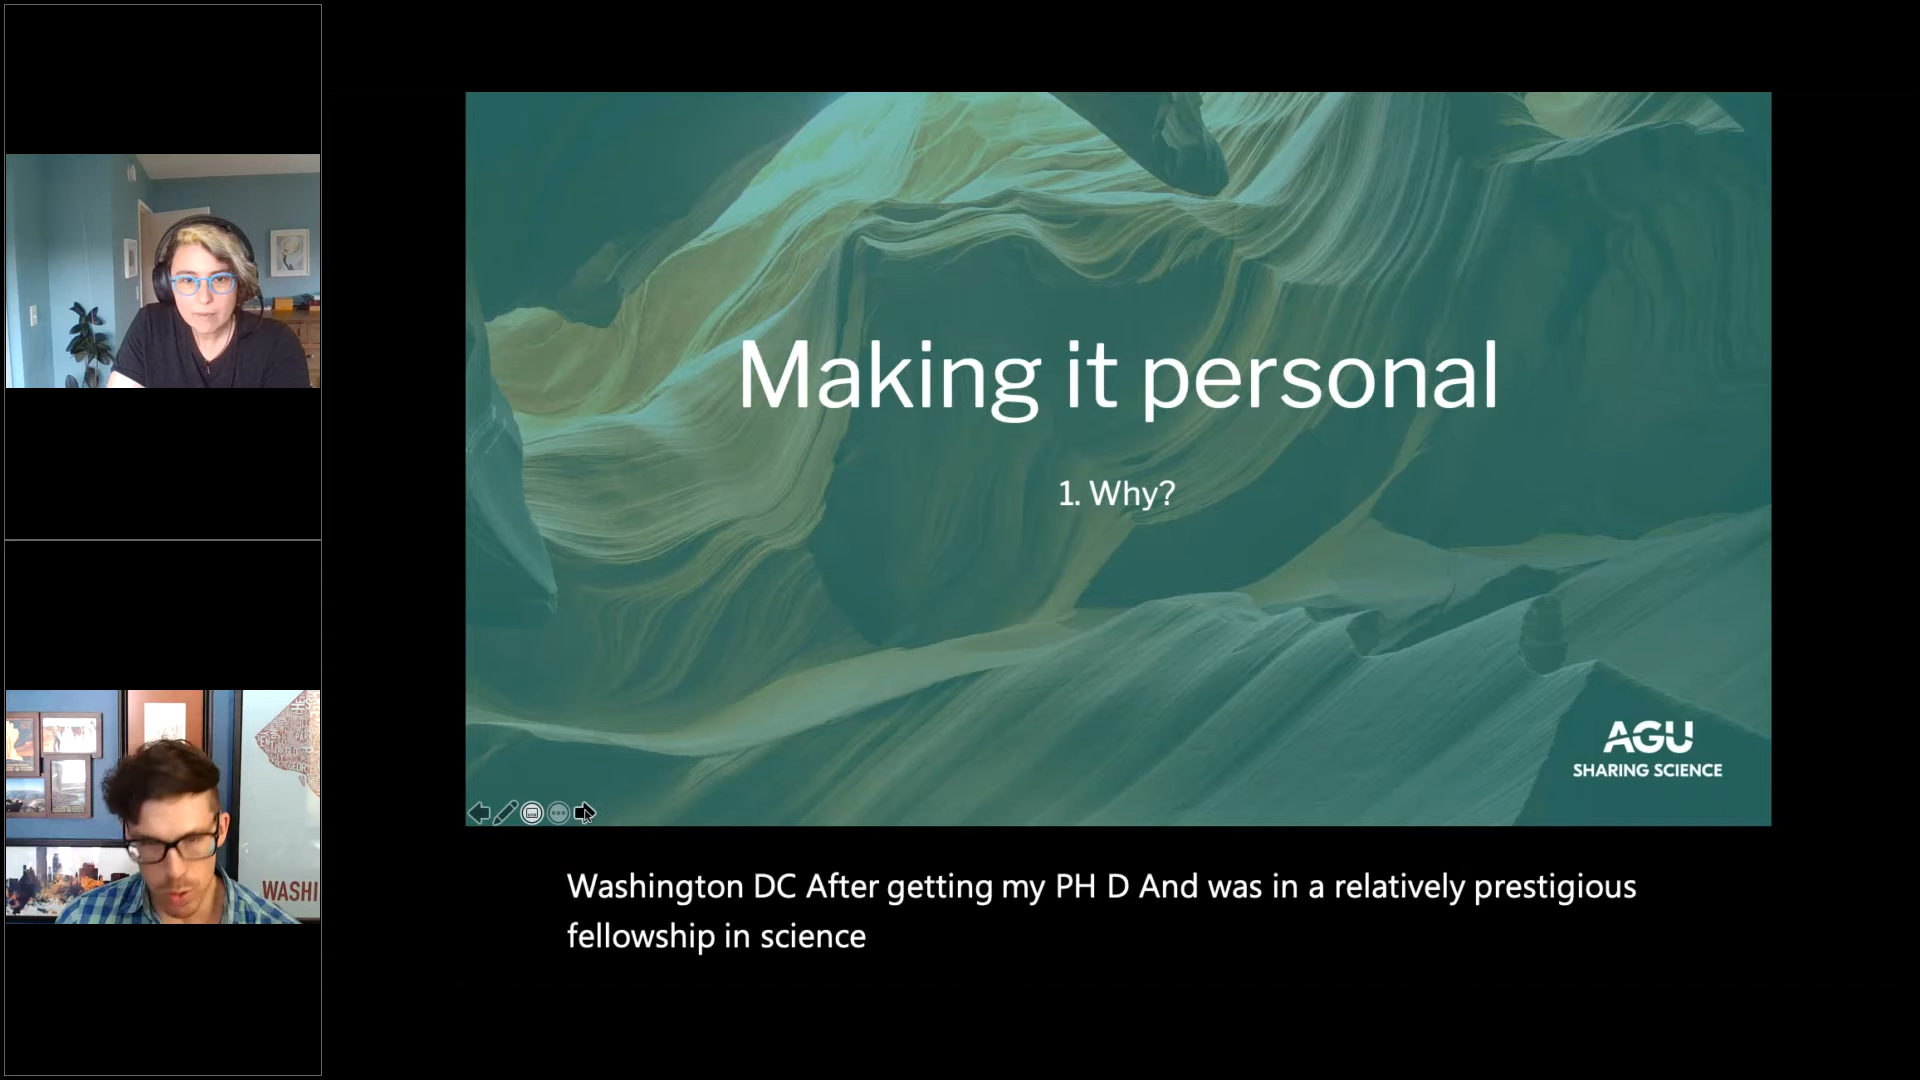 Making it personal
1. Why?
AGU
SHARING SCIENCE
WASHI
Washington DC After getting my PH D And was in a relatively prestigious
fellowship in science